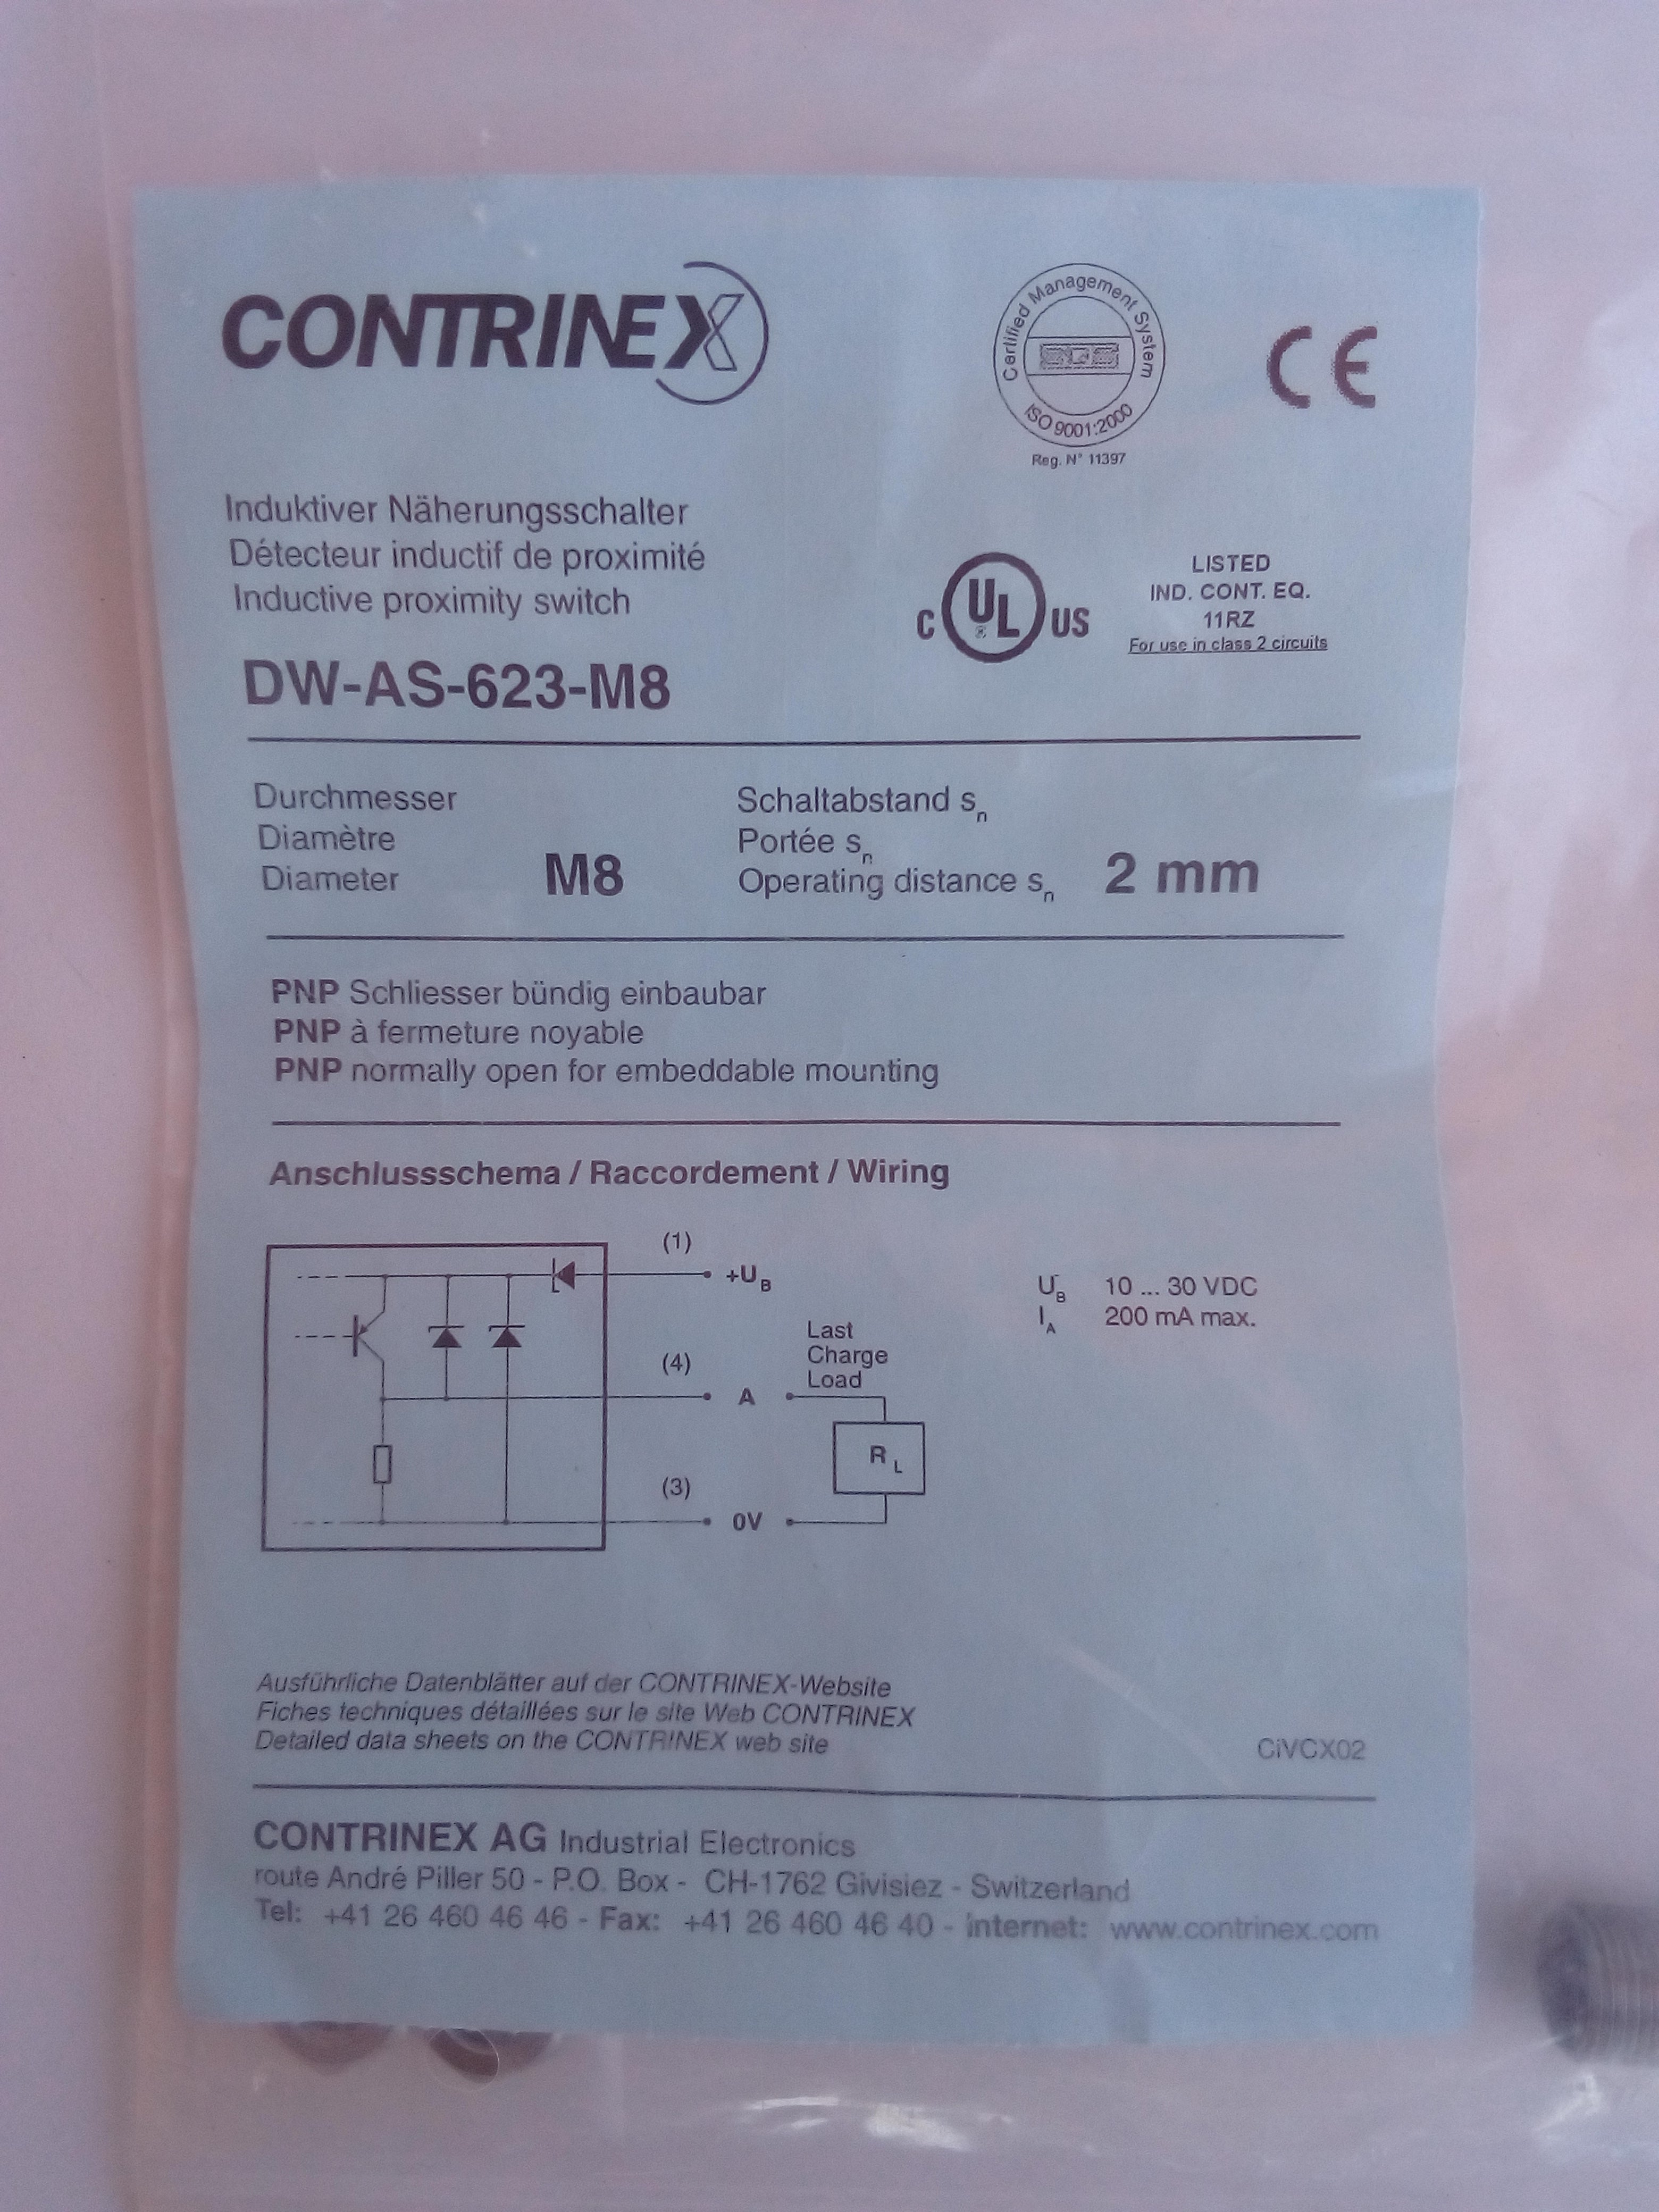 CONTRINEX
Certified Management System
ISO 9001:2000
Reg. N° 11397
CE
Induktiver Näherungsschalter
Détecteur inductif de proximité
Inductive proximity switch
C UL ® US
LISTED
IND. CONT. EQ.
11RZ
For use in class 2 circuits
DW-AS-623-M8
Durchmesser
Diamètre
Diameter
M8
Schaltabstand sn
Portée sn
Operating distance sn
2 mm
PNP Schliesser bündig einbaubar
PNP à fermeture noyable
PNP normally open for embeddable mounting
Anschlussschema / Raccordement / Wiring
(1)
+UB
(4)
A
(3)
0V
Last
Charge
Load
RL
UB 10 ... 30 VDC
IA 200 mA max.
Ausführliche Datenblätter auf der CONTRINEX-Website
Fiches techniques détaillées sur le site Web CONTRINEX
Detailed data sheets on the CONTRINEX web site
CiVCX02
CONTRINEX AG Industrial Electronics
route André Piller 50 - P.O. Box - CH-1762 Givisiez - Switzerland
Tel: +41 26 460 46 46 - Fax: +41 26 460 46 40 - Internet: www.contrinex.com